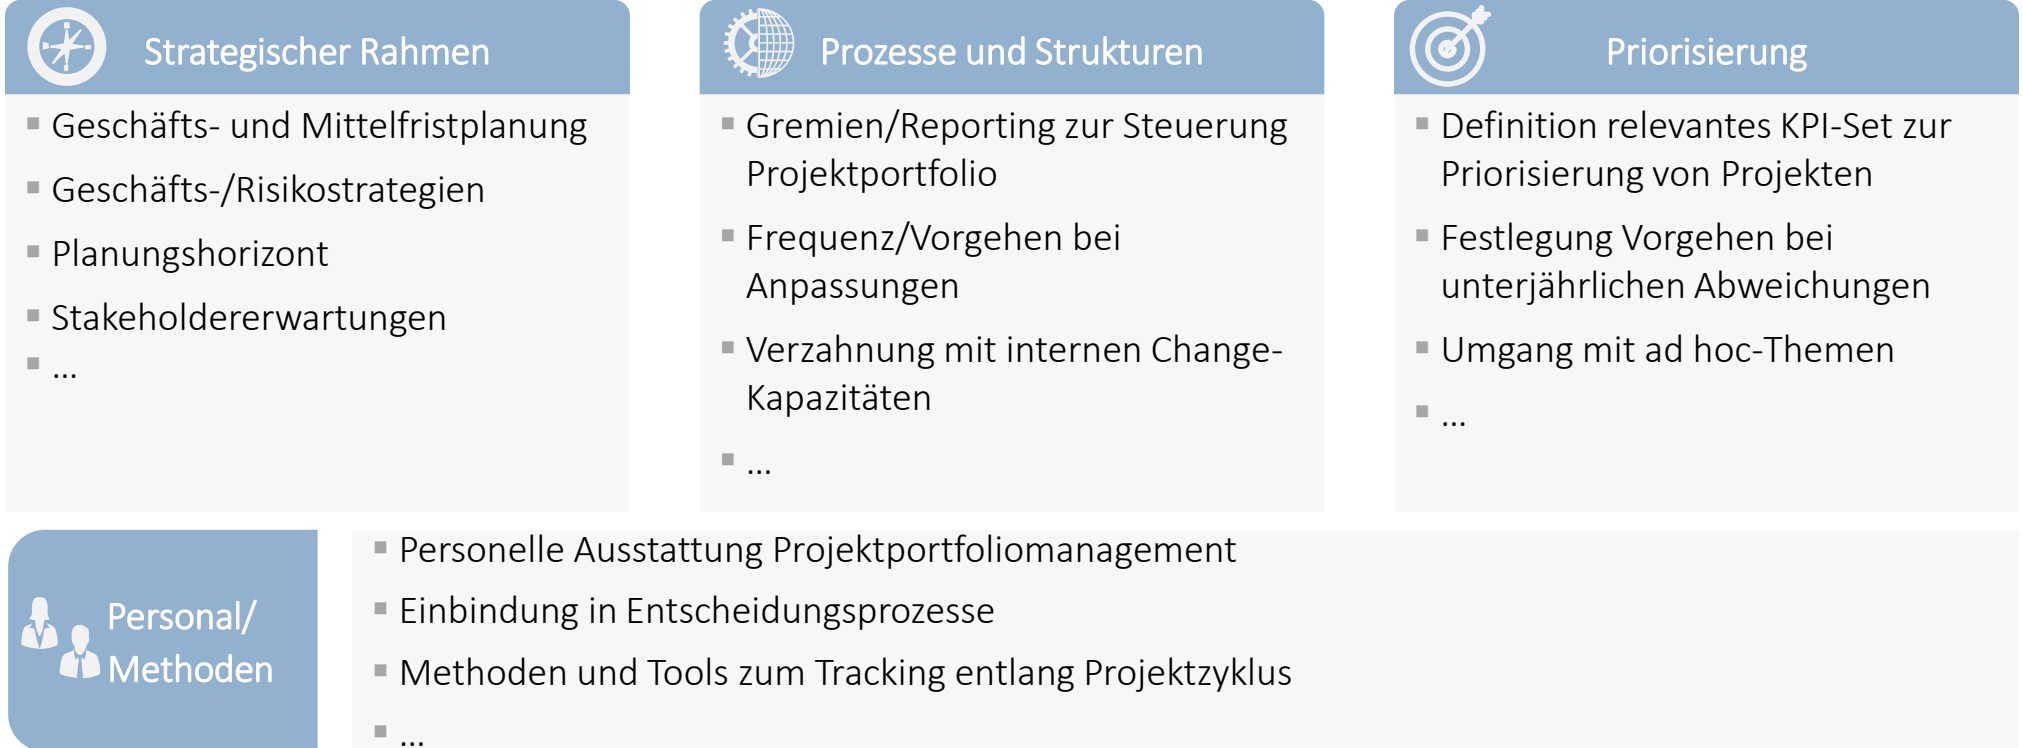 Strategischer Rahmen
Geschäfts- und Mittelfristplanung
Geschäfts-/Risikostrategien
Planungshorizont
Stakeholdererwartungen
...
Prozesse und Strukturen
Gremien/Reporting zur Steuerung
Projektportfolio
Frequenz/Vorgehen bei
Anpassungen
Verzahnung mit internen Change-
Kapazitäten
...
Priorisierung
Definition relevantes KPI-Set zur
Priorisierung von Projekten
Festlegung Vorgehen bei
unterjährlichen Abweichungen
Umgang mit ad hoc-Themen
...
Personal/
Methoden
Personelle Ausstattung Projektportfoliomanagement
Einbindung in Entscheidungsprozesse
Methoden und Tools zum Tracking entlang Projektzyklus
...